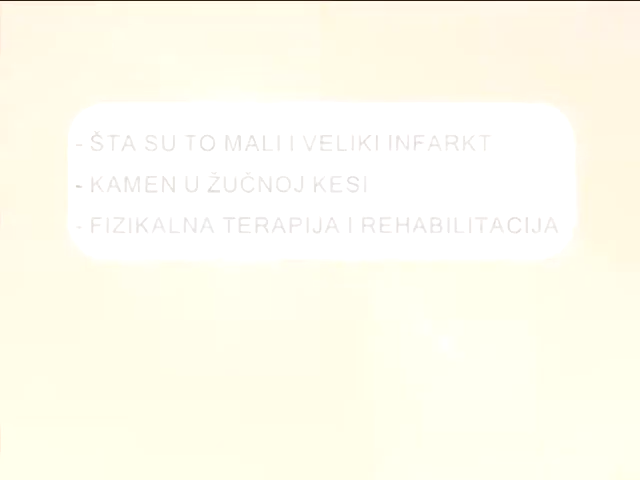 - ŠTA SU TO MALI I VELIKI INFARKT
- KAMEN U ŽUČNOJ KESI
- FIZIKALNA TERAPIJA I REHABILITACIJA